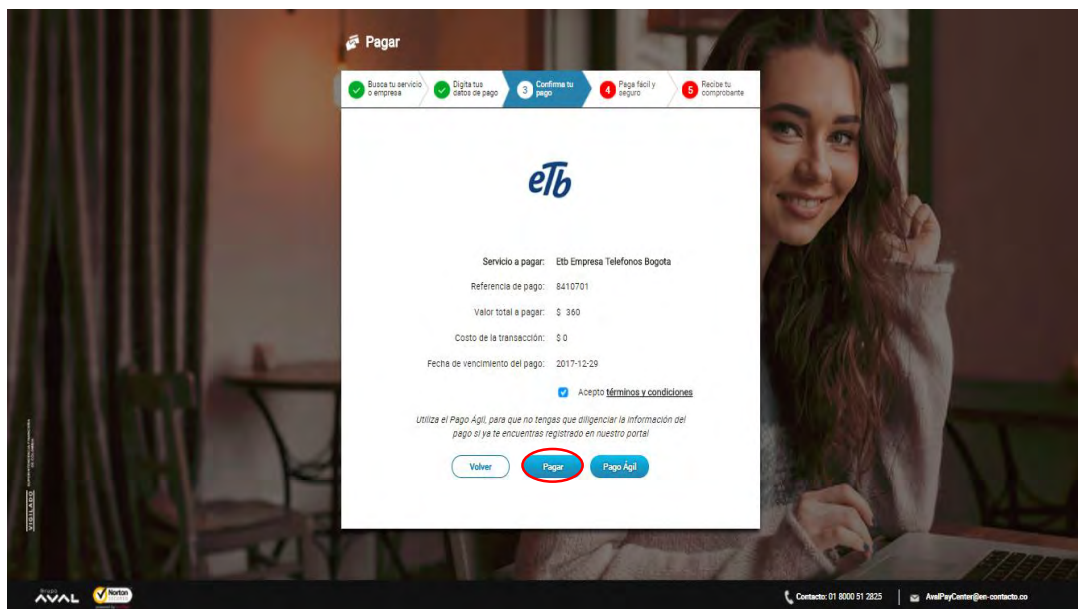 Pagar
Busca tu servicio
o empresa
Digita tus
datos de pago
3
Confirma tu
pago
4
Paga fácil y
seguro
5
Recibe tu
comprobante
eTb
Servicio a pagar: Etb Empresa Telefonos Bogota
Referencia de pago: 8410701
Valor total a pagar: $ 360
Costo de la transacción: $ 0
Fecha de vencimiento del pago: 2017-12-29
Acepto términos y condiciones
Utiliza el Pago Ágil, para que no tengas que diligenciar la información del
pago si ya te encuentras registrado en nuestro portal
Volver
Pagar
Pago Ágil
VIGILADO
Grupo
AVAL
Norton
Contacto: 01 8000 51 2825
AvalPayCenter@en-contacto.co